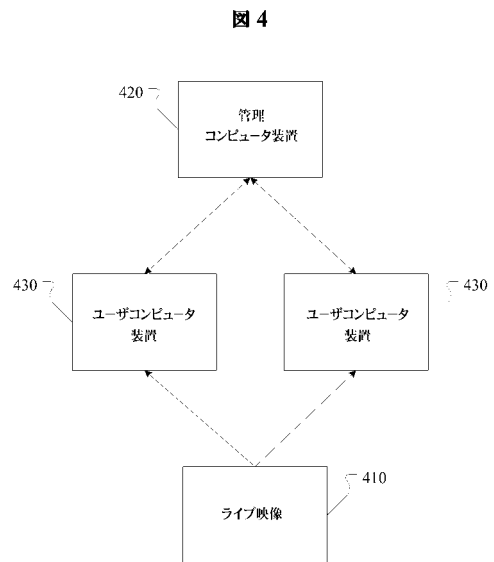 図 4
420
管理
コンピュータ装置
430
ユーザコンピュータ
装置
ユーザコンピュータ
装置
430
410
ライブ映像